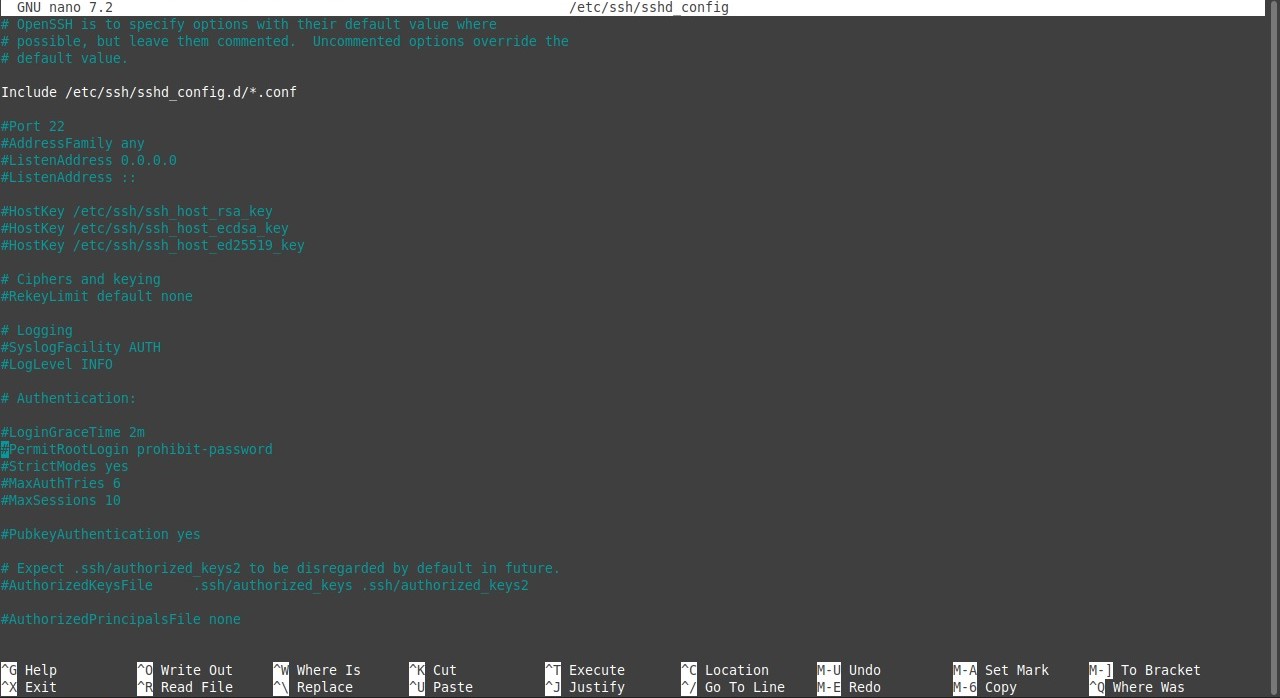 GNU nano 7.2 /etc/ssh/sshd_config
# OpenSSH is to specify options with their default value where
# possible, but leave them commented.  Uncommented options override the
# default value.
Include /etc/ssh/sshd_config.d/*.conf
#Port 22
#AddressFamily any
#ListenAddress 0.0.0.0
#ListenAddress ::
#HostKey /etc/ssh/ssh_host_rsa_key
#HostKey /etc/ssh/ssh_host_ecdsa_key
#HostKey /etc/ssh/ssh_host_ed25519_key
# Ciphers and keying
#RekeyLimit default none
# Logging
#SyslogFacility AUTH
#LogLevel INFO
# Authentication:
#LoginGraceTime 2m
#PermitRootLogin prohibit-password
#StrictModes yes
#MaxAuthTries 6
#MaxSessions 10
#PubkeyAuthentication yes
# Expect .ssh/authorized_keys2 to be disregarded by default in future.
#AuthorizedKeysFile     .ssh/authorized_keys .ssh/authorized_keys2
#AuthorizedPrincipalsFile none
^G Help ^O Write Out ^W Where Is ^K Cut ^T Execute ^C Location M-U Undo M-A Set Mark M-] To Bracket
^X Exit ^R Read File ^\ Replace ^U Paste ^J Justify ^/ Go To Line M-E Redo M-6 Copy ^Q Where Was